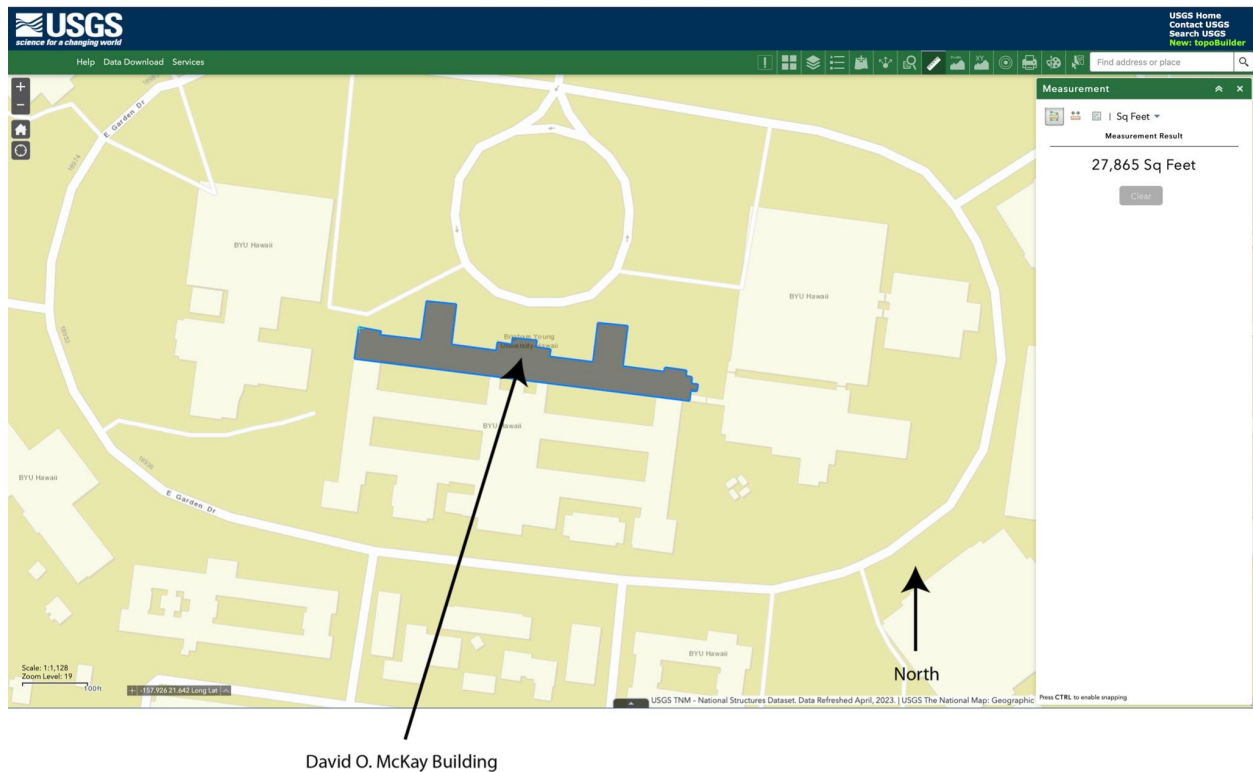 USGS
science for a changing world
USGS Home
Contact USGS
Search USGS
New: topoBuilder
Help Data Download Services
Find address or place
Measurement
| Sq Feet
Measurement Result
27,865 Sq Feet
Clear
E Garden Dr
BYU Hawaii
BYU Hawaii
Brigham Young
University Hawaii
BYU Hawaii
BYU Hawaii
E Garden Dr
BYU Hawaii
North
Scale: 1:1,128
Zoom Level: 19
100ft
-157.926 21.642 Long Lat
USGS TNM - National Structures Dataset. Data Refreshed April, 2023. | USGS The National Map: Geographic
Press CTRL to enable snapping
David O. McKay Building